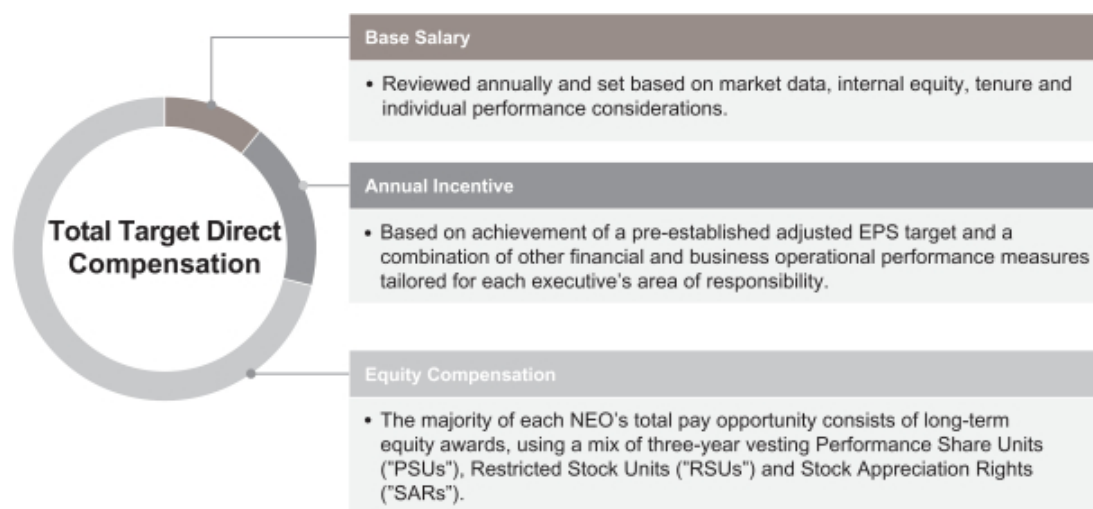 Base Salary
• Reviewed annually and set based on market data, internal equity, tenure and
individual performance considerations.
Total Target Direct
Compensation
Annual Incentive
• Based on achievement of a pre-established adjusted EPS target and a
combination of other financial and business operational performance measures
tailored for each executive's area of responsibility.
Equity Compensation
• The majority of each NEO's total pay opportunity consists of long-term
equity awards, using a mix of three-year vesting Performance Share Units
("PSUs"), Restricted Stock Units ("RSUs") and Stock Appreciation Rights
("SARs").